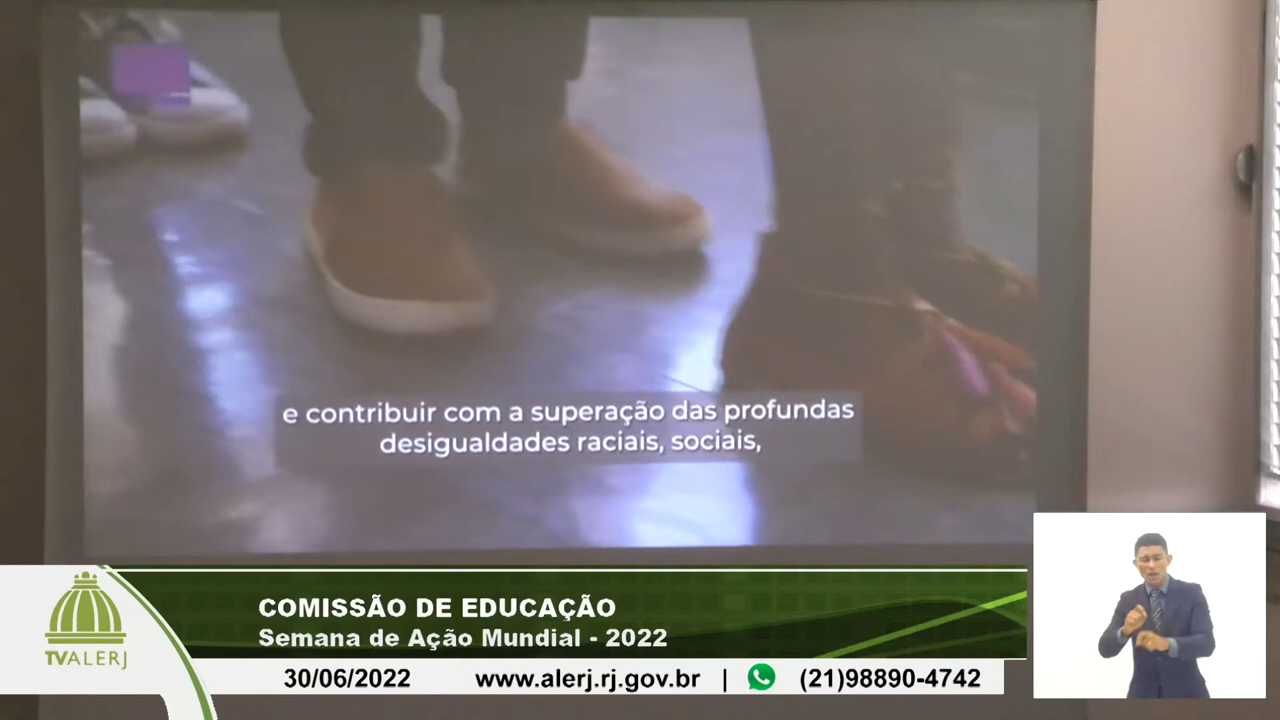 e contribuir com a superação das profundas
desigualdades raciais, sociais,
COMISSÃO DE EDUCAÇÃO
Semana de Ação Mundial - 2022
TVALERJ
30/06/2022 www.alerj.rj.gov.br | (21)98890-4742